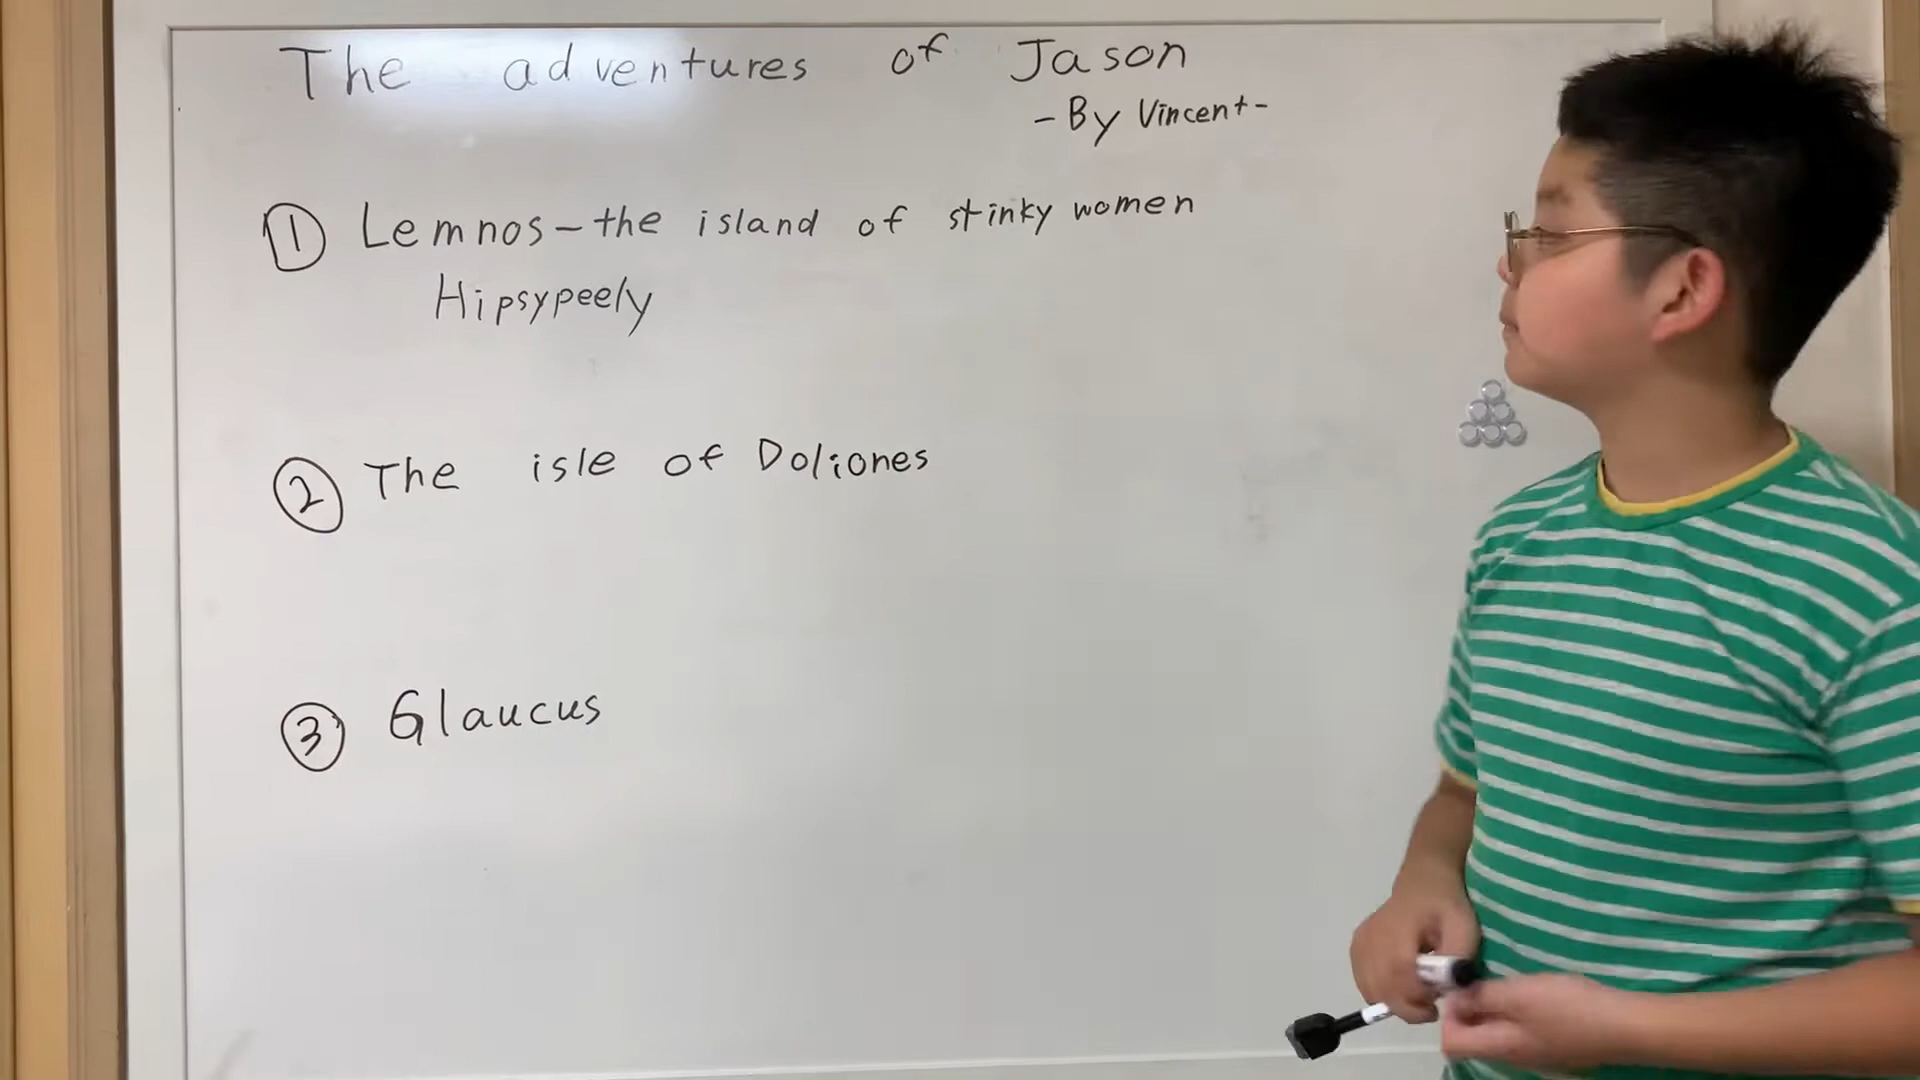 The adventures of Jason
-By Vincent-
① Lemnos-the island of stinky women
Hipsypeely
② The isle of Doliones
③ Glaucus